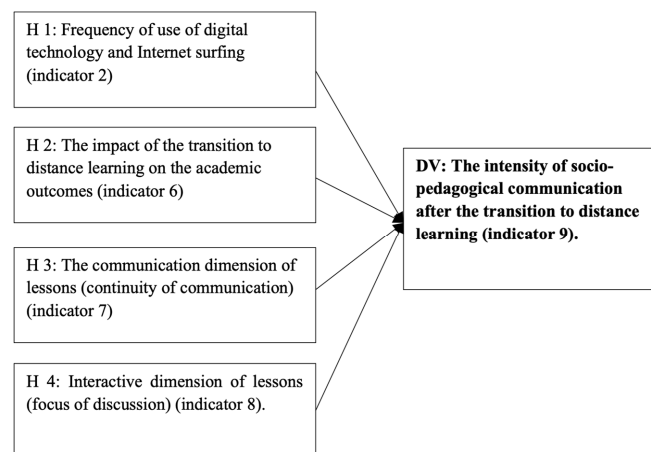 H 1: Frequency of use of digital
technology and Internet surfing
(indicator 2)
H 2: The impact of the transition to
distance learning on the academic
outcomes (indicator 6)
H 3: The communication dimension of
lessons (continuity of communication)
(indicator 7)
H 4: Interactive dimension of lessons
(focus of discussion) (indicator 8).
DV: The intensity of socio-
pedagogical communication
after the transition to distance
learning (indicator 9).